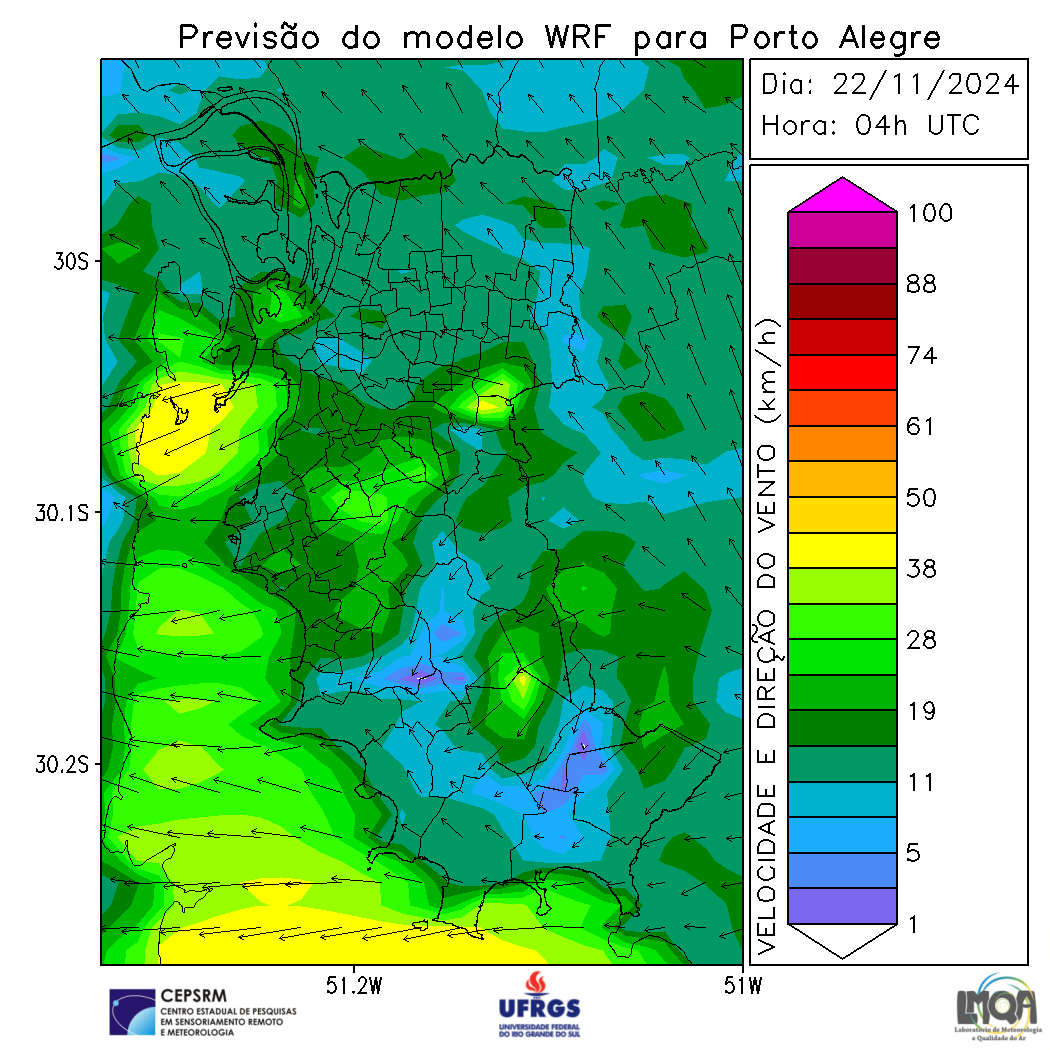 Previsão do modelo WRF para Porto Alegre
Dia: 22/11/2024
Hora: 04h UTC
30S
30.1S
30.2S
51.2W
51W
VELOCIDADE E DIREÇÃO DO VENTO (km/h)
100
88
74
61
50
38
28
19
11
5
1
CEPSRM
CENTRO ESTADUAL DE PESQUISAS
EM SENSORIAMENTO REMOTO
E METEOROLOGIA
UFRGS
UNIVERSIDADE FEDERAL
DO RIO GRANDE DO SUL
LMQA
Laboratório de Meteorologia
e Qualidade do Ar